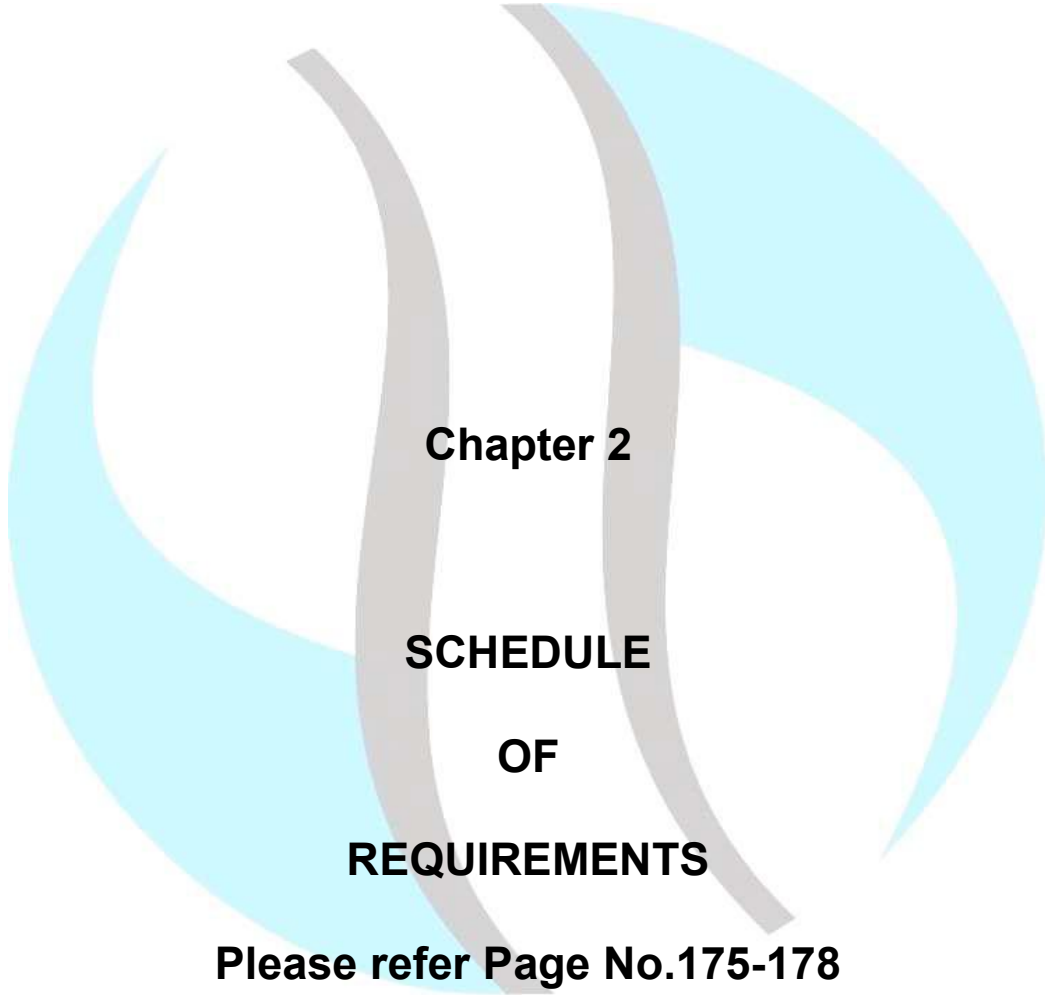 Chapter 2
SCHEDULE
OF
REQUIREMENTS
Please refer Page No.175-178